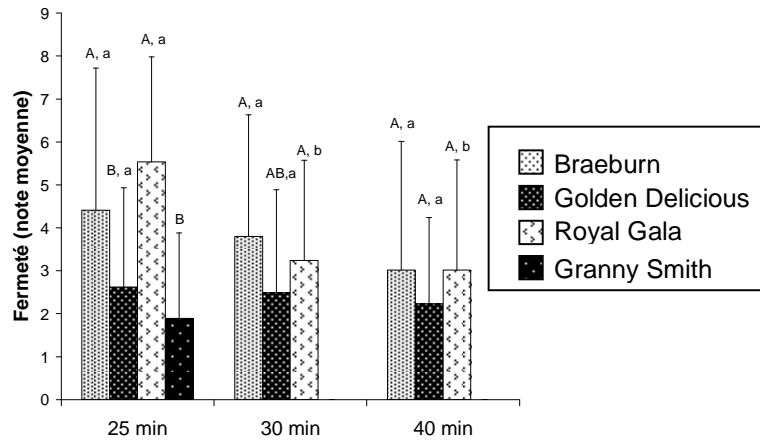 Fermeté (note moyenne)
9
8
7
6
5
4
3
2
1
0
A, a
B, a
A, a
B
A, a
AB,a
A, b
A, a
A, a
A, b
25 min
30 min
40 min
Braeburn
Golden Delicious
Royal Gala
Granny Smith